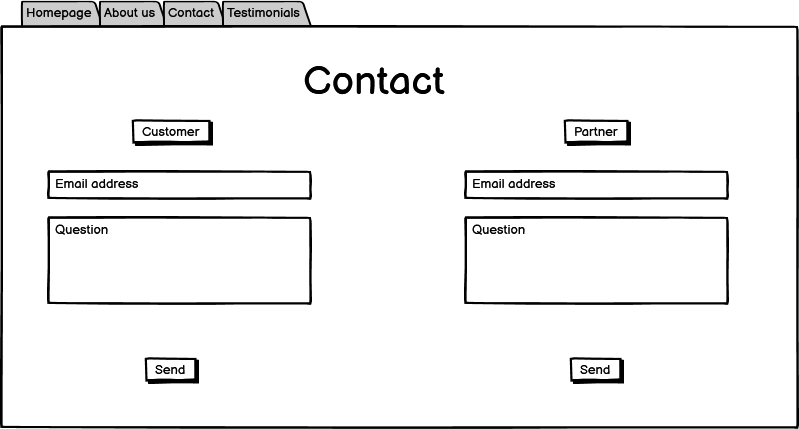 Homepage
About us
Contact
Testimonials
Contact
Customer
Email address
Question
Send
Partner
Email address
Question
Send